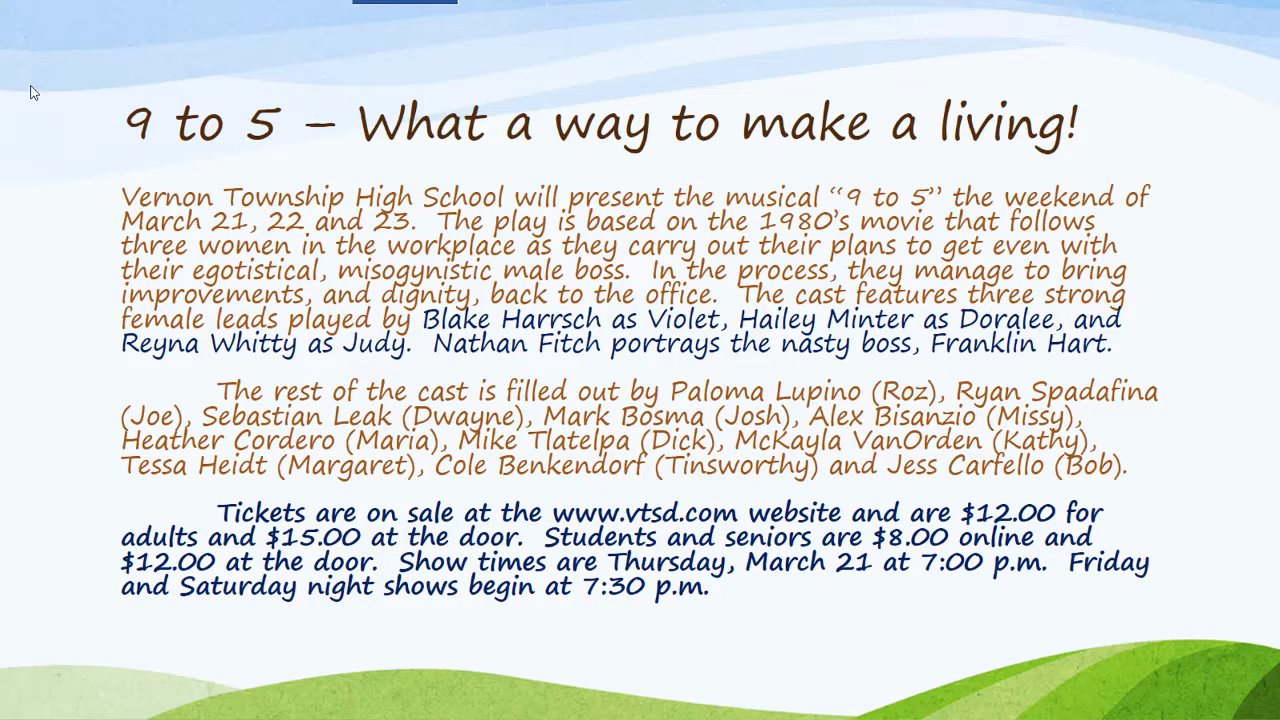 9 to 5 – What a way to make a living!
Vernon Township High School will present the musical “9 to 5” the weekend of
March 21, 22 and 23.  The play is based on the 1980’s movie that follows
three women in the workplace as they carry out their plans to get even with
their egotistical, misogynistic male boss.  In the process, they manage to bring
improvements, and dignity, back to the office.  The cast features three strong
female leads played by Blake Harrsch as Violet, Hailey Minter as Doralee, and
Reyna Whitty as Judy.  Nathan Fitch portrays the nasty boss, Franklin Hart.
The rest of the cast is filled out by Paloma Lupino (Roz), Ryan Spadafina
(Joe), Sebastian Leak (Dwayne), Mark Bosma (Josh), Alex Bisanzio (Missy),
Heather Cordero (Maria), Mike Tlatelpa (Dick), McKayla VanOrden (Kathy),
Tessa Heidt (Margaret), Cole Benkendorf (Tinsworthy) and Jess Carfello (Bob).
Tickets are on sale at the www.vtsd.com website and are $12.00 for
adults and $15.00 at the door.  Students and seniors are $8.00 online and
$12.00 at the door.  Show times are Thursday, March 21 at 7:00 p.m.  Friday
and Saturday night shows begin at 7:30 p.m.